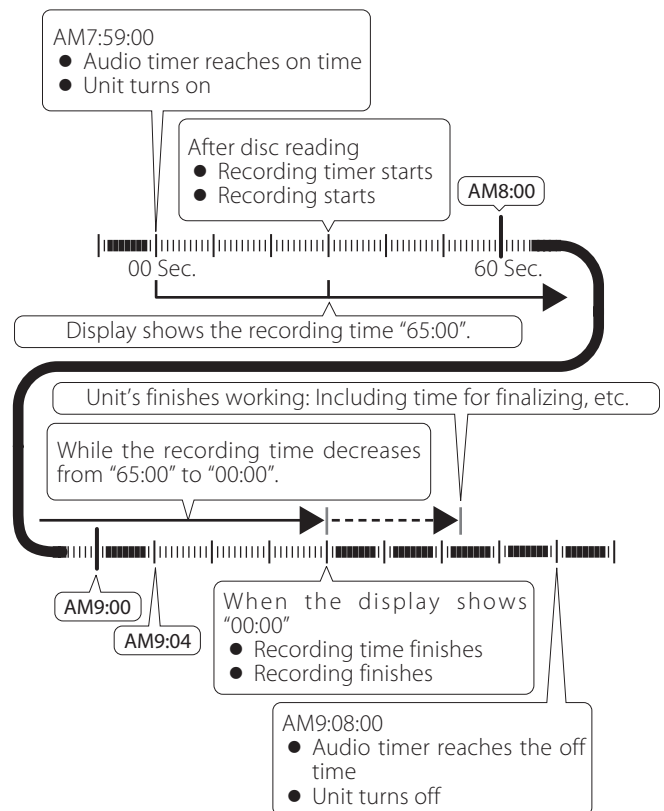 AM7:59:00
● Audio timer reaches on time
● Unit turns on
After disc reading
● Recording timer starts
● Recording starts
AM8:00
00 Sec.
60 Sec.
Display shows the recording time “65:00”.
Unit’s finishes working: Including time for finalizing, etc.
While the recording time decreases
from “65:00” to “00:00”.
AM9:00
AM9:04
When the display shows
“00:00”
● Recording time finishes
● Recording finishes
AM9:08:00
● Audio timer reaches the off
time
● Unit turns off